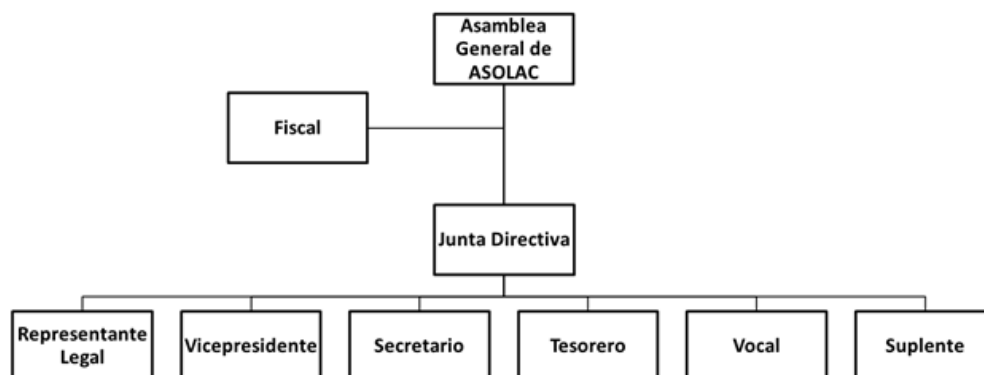 Asamblea
General de
ASOLAC
Fiscal
Junta Directiva
Representante
Legal
Vicepresidente
Secretario
Tesorero
Vocal
Suplente